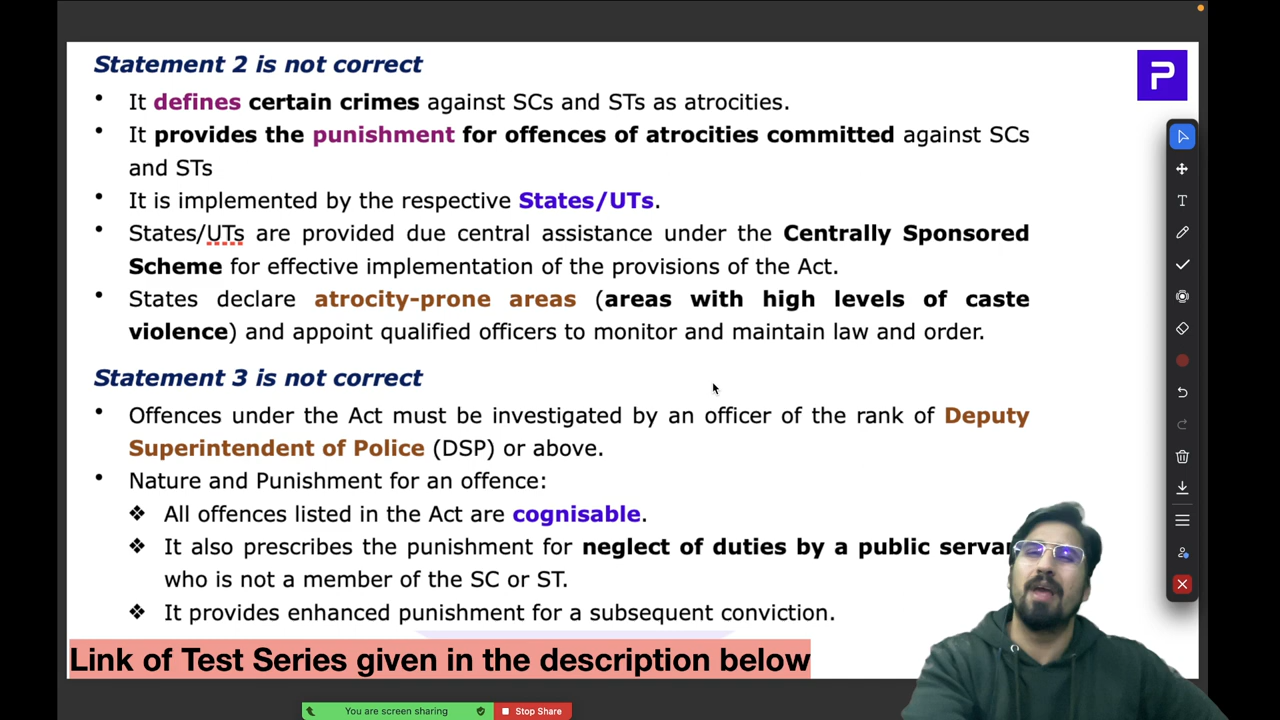 Statement 2 is not correct
P
• It defines certain crimes against SCs and STs as atrocities.
• It provides the punishment for offences of atrocities committed against SCs
and STs
• It is implemented by the respective States/UTs.
• States/UTs are provided due central assistance under the Centrally Sponsored
Scheme for effective implementation of the provisions of the Act.
• States declare atrocity-prone areas (areas with high levels of caste
violence) and appoint qualified officers to monitor and maintain law and order.
Statement 3 is not correct
• Offences under the Act must be investigated by an officer of the rank of Deputy
Superintendent of Police (DSP) or above.
• Nature and Punishment for an offence:
❖ All offences listed in the Act are cognisable.
❖ It also prescribes the punishment for neglect of duties by a public
who is not a member of the SC or ST.
❖ It provides enhanced punishment for a subsequent conviction.
Link of Test Series given in the description below
You are screen sharing
Stop Share
T